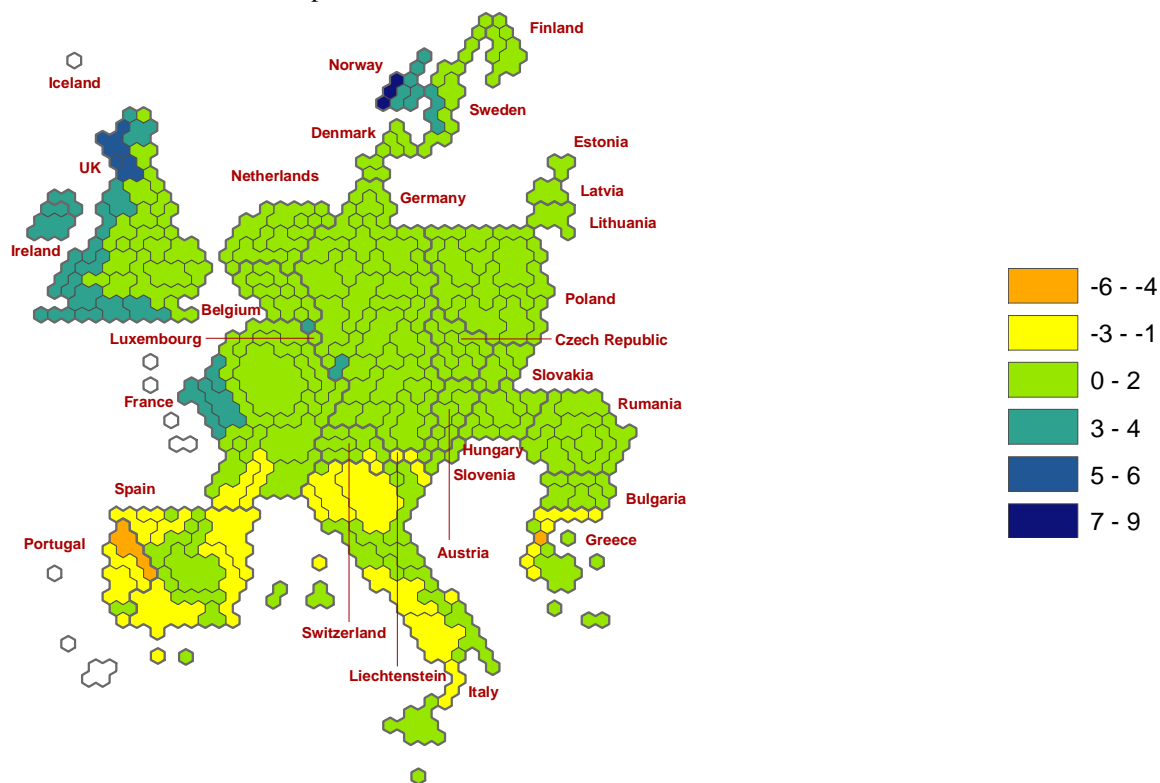 Finland
Norway
Iceland
Sweden
Denmark
Estonia
UK
Netherlands
Latvia
Germany
Lithuania
Ireland
Poland
Belgium
Luxembourg
Czech Republic
Slovakia
France
Rumania
Hungary
Slovenia
Spain
Bulgaria
Portugal
Greece
Austria
Switzerland
Liechtenstein
Italy
-6 - -4
-3 - -1
0 - 2
3 - 4
5 - 6
7 - 9